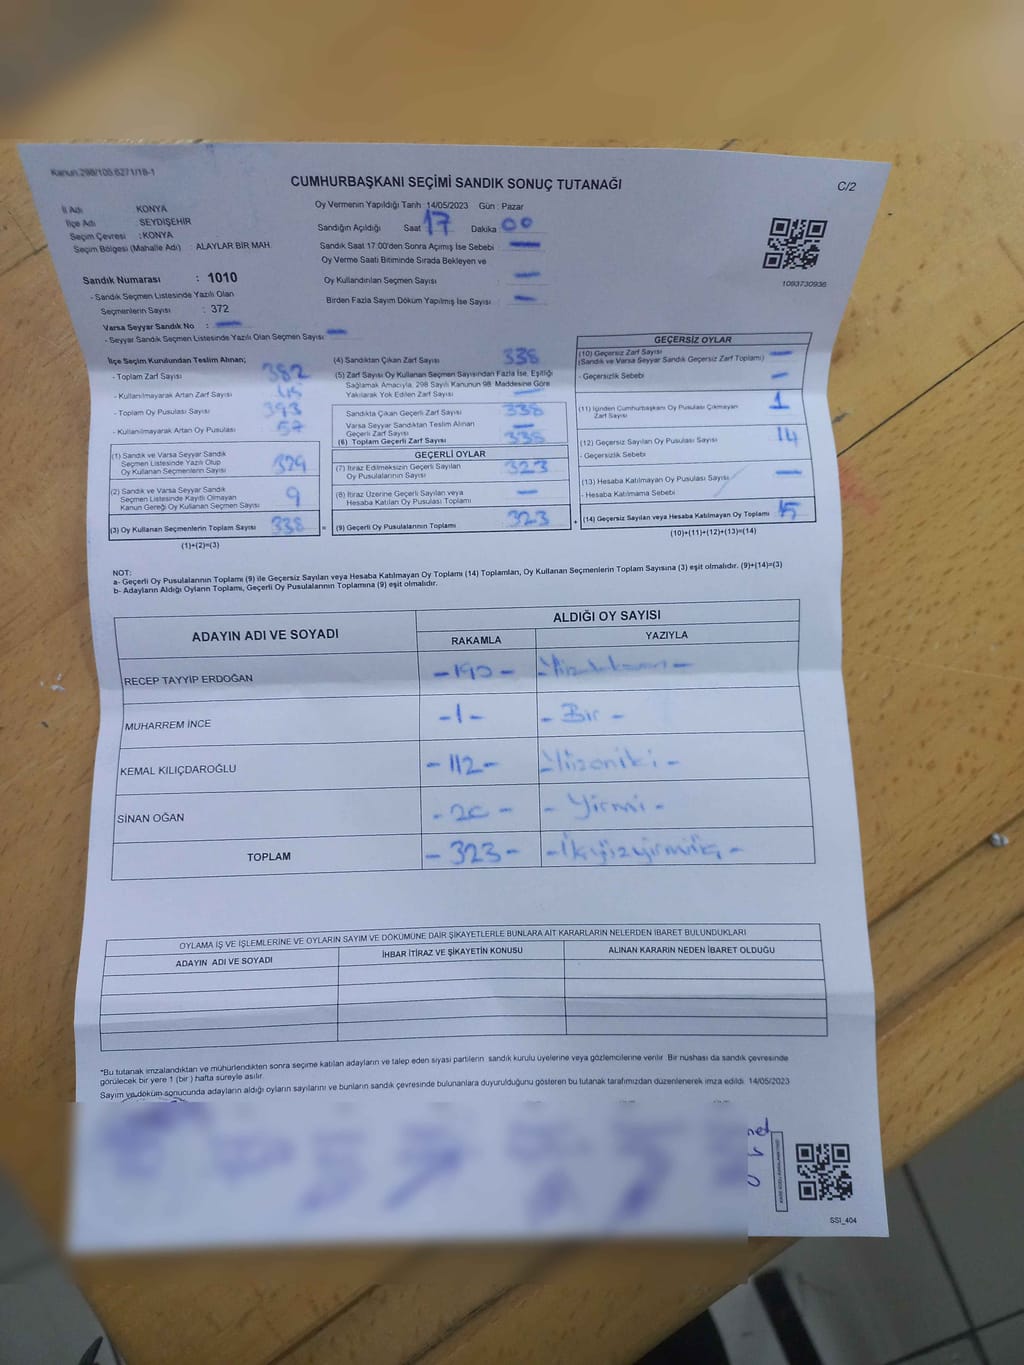 Kanun.298/105.6271/18-1
CUMHURBAŞKANI SEÇİMİ SANDIK SONUÇ TUTANAĞI
C/2
İl Adı KONYA
İlçe Adı :SEYDİŞEHİR
Seçim Çevresi :KONYA
Seçim Bölgesi (Mahalle Adı) : ALAYLAR BİR MAH.
Oy Vermenin Yapıldığı Tarih :14/05/2023 Gün : Pazar
Sandığın Açıldığı Saat 17 Dakika 00
Sandık Saat 17:00'den Sonra Açımış İse Sebebi : —
Oy Verme Saati Bitiminde Sırada Bekleyen ve
Oy Kullandırılan Seçmen Sayısı : —
Birden Fazla Sayım Döküm Yapılmış İse Sayısı : —
1093730936
Sandık Numarası : 1010
- Sandık Seçmen Listesinde Yazılı Olan
Seçmenlerin Sayısı : 372
Varsa Seyyar Sandık No : —
- Seyyar Sandık Seçmen Listesinde Yazılı Olan Seçmen Sayısı : —
İlçe Seçim Kurulundan Teslim Alınan;
- Toplam Zarf Sayısı 382
- Kullanılmayarak Artan Zarf Sayısı
- Toplam Oy Pusulası Sayısı 393
- Kullanılmayarak Artan Oy Pusulası 57
(1) Sandık ve Varsa Seyyar Sandık
Seçmen Listesinde Yazılı Olup
Oy Kullanan Seçmenlerin Sayısı 329
(2) Sandık ve Varsa Seyyar Sandık
Seçmen Listesinde Kayıtlı Olmayan
Kanun Gereği Oy Kullanan Seçmen Sayısı 9
(3) Oy Kullanan Seçmenlerin Toplam Sayısı 338 =
(1)+(2)=(3)
(4) Sandıktan Çıkan Zarf Sayısı 338
(5) Zarf Sayısı Oy Kullanan Seçmen Sayısından Fazla İse, Eşitliği
Sağlamak Amacıyla, 298 Sayılı Kanunun 98. Maddesine Göre
Yakılarak Yok Edilen Zarf Sayısı —
Sandıkta Çıkan Geçerli Zarf Sayısı 338
Varsa Seyyar Sandıktan Teslim Alınan
Geçerli Zarf Sayısı —
(6) Toplam Geçerli Zarf Sayısı 338
GEÇERLİ OYLAR
(7) İtiraz Edilmeksizin Geçerli Sayılan
Oy Pusulalarının Sayısı 323
(8) İtiraz Üzerine Geçerli Sayılan veya
Hesaba Katılan Oy Pusulası Toplamı —
(9) Geçerli Oy Pusulalarının Toplamı 323 +
GEÇERSİZ OYLAR
(10) Geçersiz Zarf Sayısı
(Sandık ve Varsa Seyyar Sandık Geçersiz Zarf Toplamı) —
- Geçersizlik Sebebi —
(11) İçinden Cumhurbaşkanı Oy Pusulası Çıkmayan
Zarf Sayısı 1
(12) Geçersiz Sayılan Oy Pusulası Sayısı 14
- Geçersizlik Sebebi
(13) Hesaba Katılmayan Oy Pusulası Sayısı —
- Hesaba Katılmama Sebebi
(14) Geçersiz Sayılan veya Hesaba Katılmayan Oy Toplamı 15
(10)+(11)+(12)+(13)=(14)
NOT:
a- Geçerli Oy Pusulalarının Toplamı (9) ile Geçersiz Sayılan veya Hesaba Katılmayan Oy Toplamı (14) Toplamları, Oy Kullanan Seçmenlerin Toplam Sayısına (3) eşit olmalıdır. (9)+(14)=(3)
b- Adayların Aldığı Oyların Toplamı, Geçerli Oy Pusulalarının Toplamına (9) eşit olmalıdır.
ADAYIN ADI VE SOYADI
ALDIĞI OY SAYISI
RAKAMLA YAZIYLA
RECEP TAYYİP ERDOĞAN -190-
MUHARREM İNCE -1- - Bir -
KEMAL KILIÇDAROĞLU -112- -Yüzoniki -
SİNAN OĞAN -20- - Yirmi -
TOPLAM -323-
OYLAMA İŞ VE İŞLEMLERİNE VE OYLARIN SAYIM VE DÖKÜMÜNE DAİR ŞİKAYETLERLE BUNLARA AİT KARARLARIN NELERDEN İBARET BULUNDUKLARI
ADAYIN ADI VE SOYADI İHBAR İTİRAZ VE ŞİKAYETİN KONUSU ALINAN KARARIN NEDEN İBARET OLDUĞU
*Bu tutanak imzalandıktan ve mühürlendikten sonra seçime katılan adayların ve talep eden siyasi partilerin sandık kurulu üyelerine veya gözlemcilerine verilir. Bir nüshası da sandık çevresinde
görülecek bir yere 1 (bir) hafta süreyle asılır.
Sayım ve döküm sonucunda adayların aldığı oyların sayılarını ve bunların sandık çevresinde bulunanlara duyurulduğunu gösteren bu tutanak tarafımızdan düzenlenerek imza edildi. 14/05/2023
SSI_404